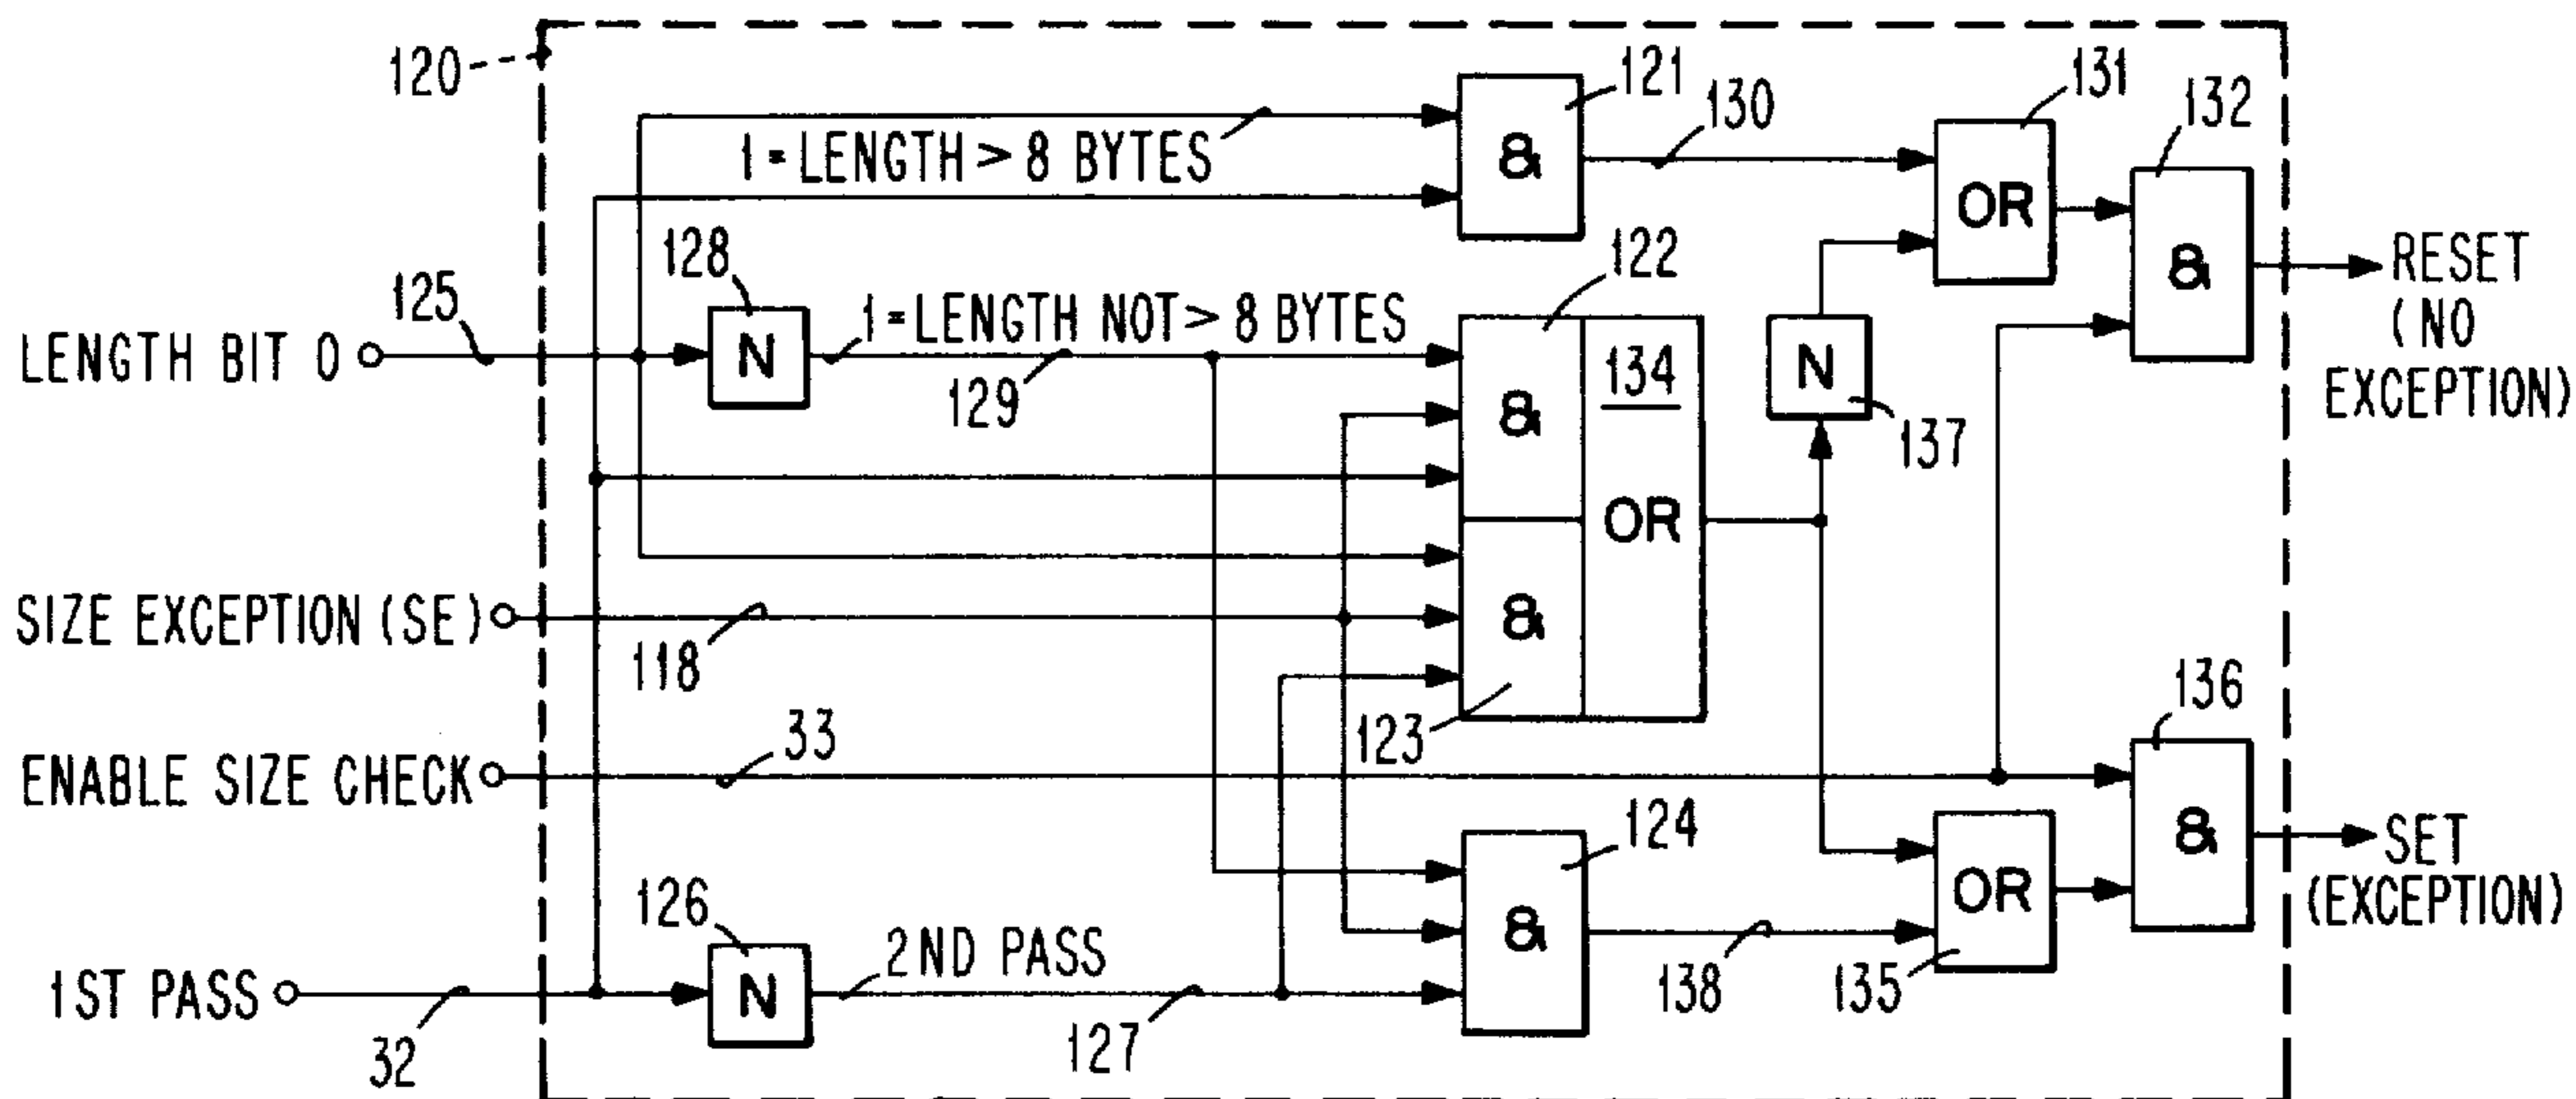 120
121
131
130
132
1 = LENGTH > 8 BYTES
&
OR
&
RESET
(NO
EXCEPTION)
128
122
125
N
1 = LENGTH NOT > 8 BYTES
134
LENGTH BIT 0
129
&
N
137
OR
SIZE EXCEPTION (SE)
118
&
123
136
33
ENABLE SIZE CHECK
124
&
SET
(EXCEPTION)
126
&
OR
2ND PASS
138
135
1ST PASS
N
127
32